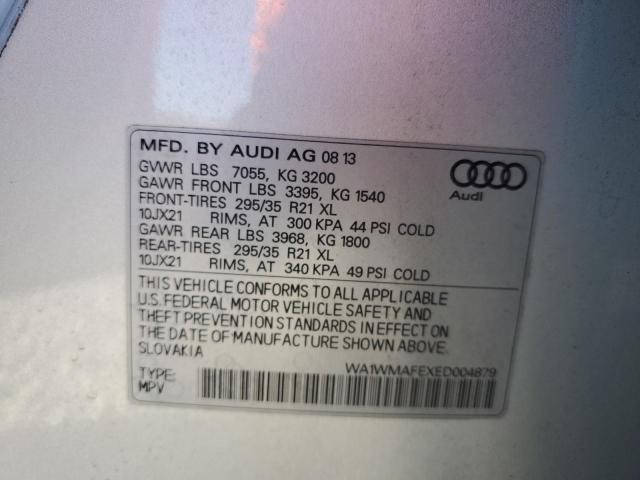 MFD. BY AUDI AG 08 13
GVWR LBS 7055, KG 3200
GAWR FRONT LBS 3395, KG 1540
FRONT-TIRES 295/35 R21 XL
10JX21 RIMS, AT 300 KPA 44 PSI COLD
GAWR REAR LBS 3968, KG 1800
REAR-TIRES 295/35 R21 XL
10JX21 RIMS, AT 340 KPA 49 PSI COLD
Audi
THIS VEHICLE CONFORMS TO ALL APPLICABLE
U.S. FEDERAL MOTOR VEHICLE SAFETY AND
THEFT PREVENTION STANDARDS IN EFFECT ON
THE DATE OF MANUFACTURE SHOWN ABOVE.
SLOVAKIA
WA1WMAFEXED004879
TYPE:
MPV